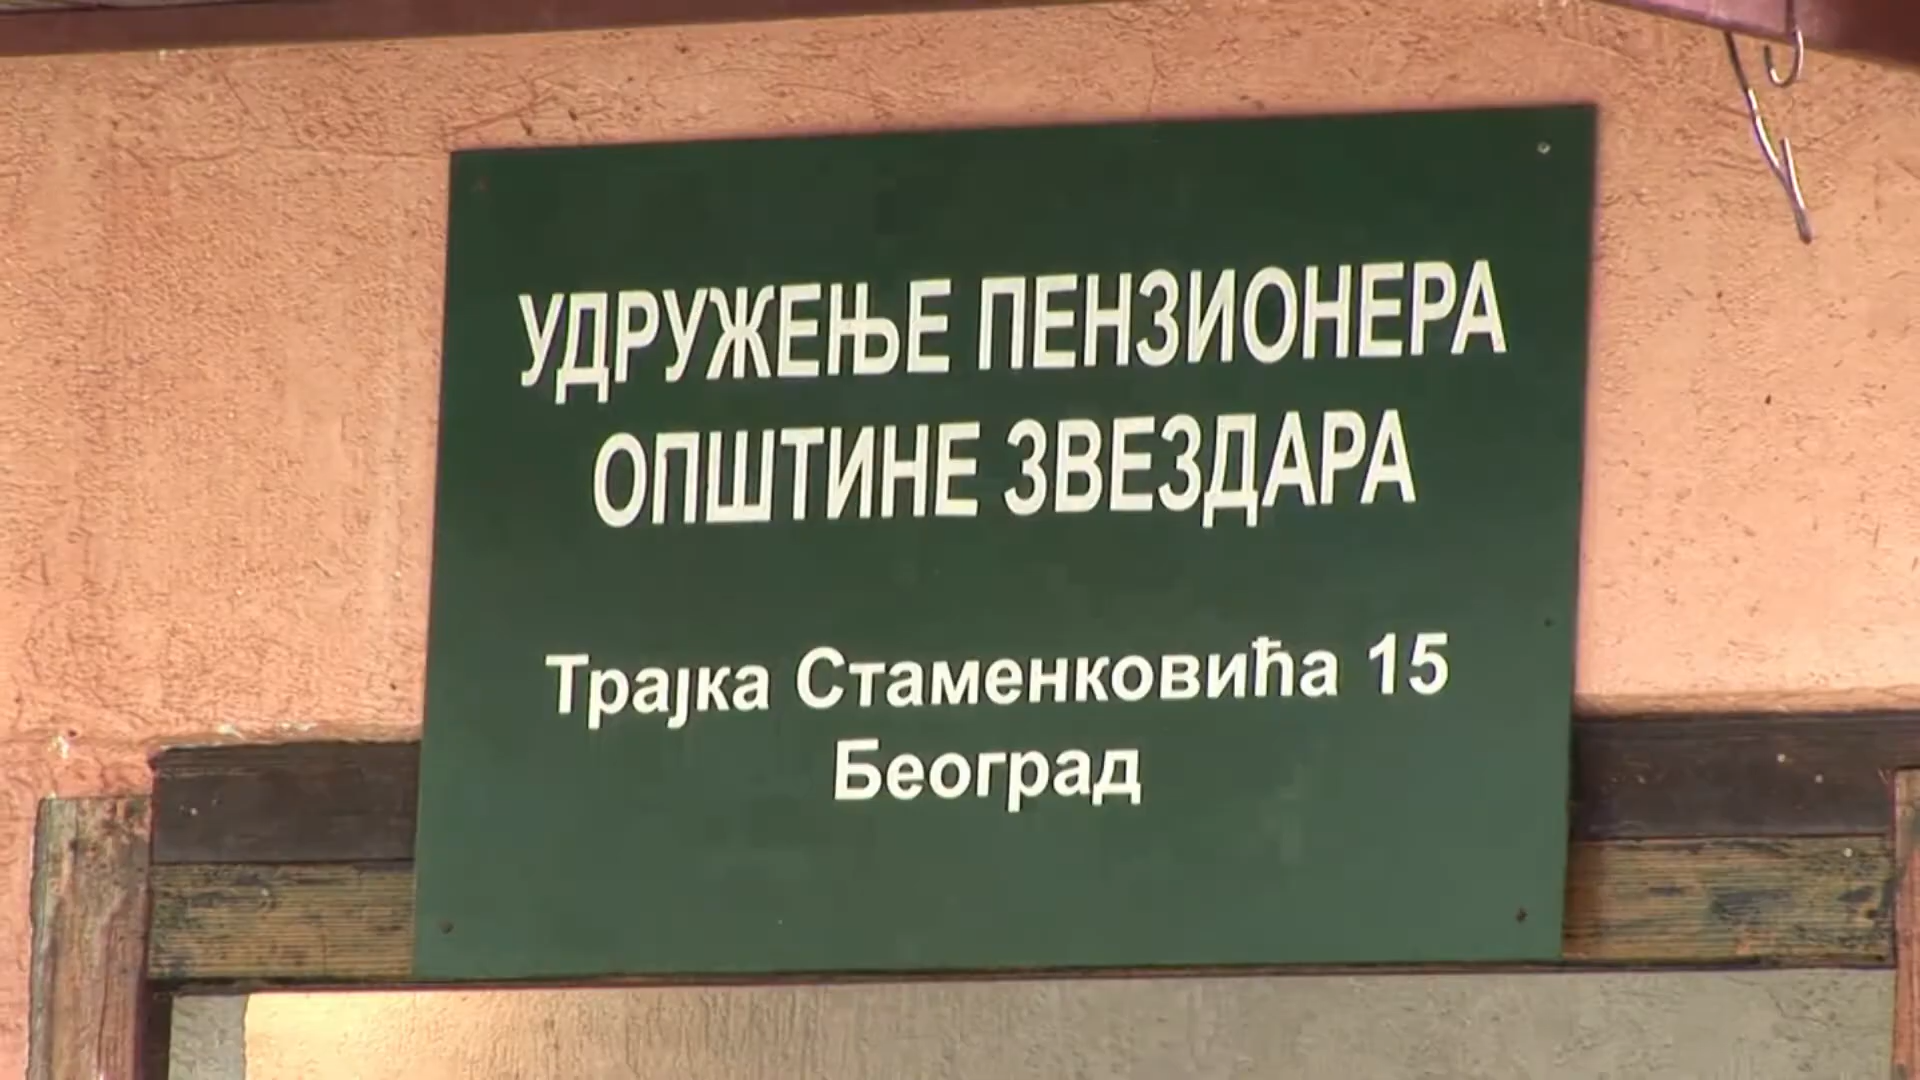 УДРУЖЕЊЕ ПЕНЗИОНЕРА
ОПШТИНЕ ЗВЕЗДАРА
Трајка Стаменковића 15
Београд